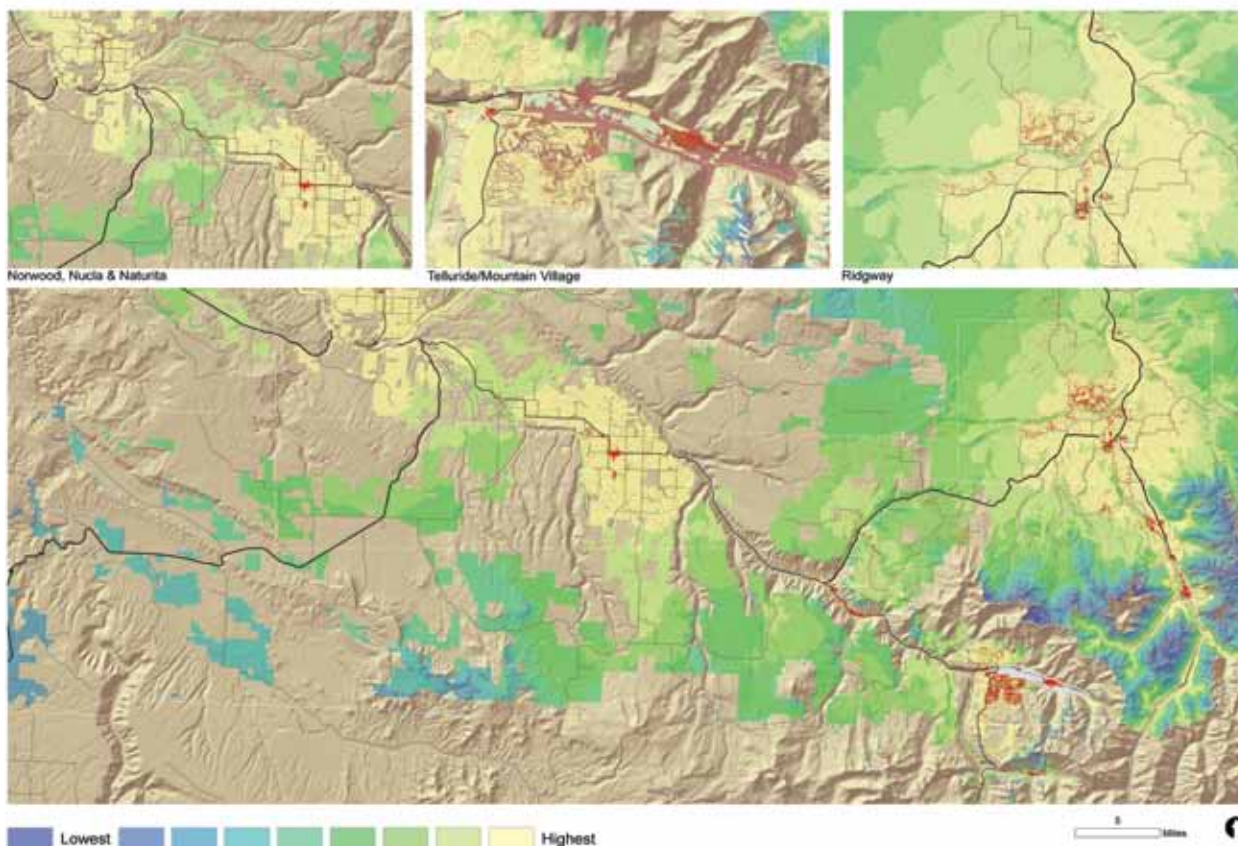 Norwood, Nucla & Naturita
Telluride/Mountain Village
Ridgway
Lowest
Highest
5
Miles